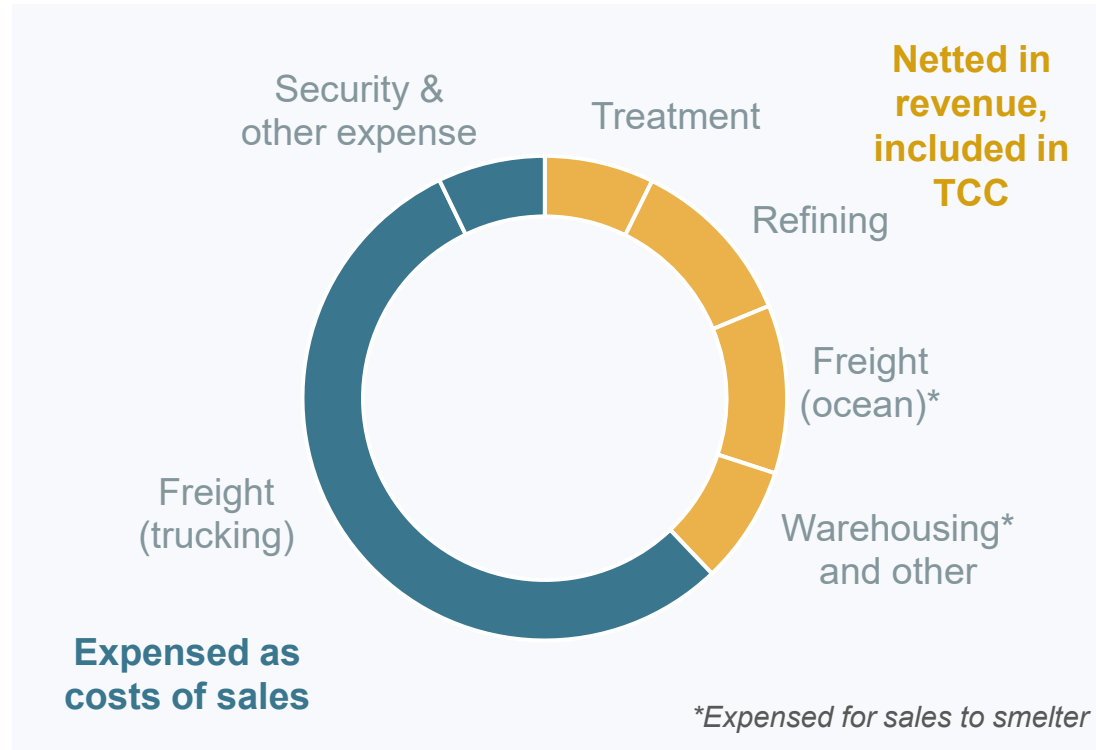 Security &
other expense
Treatment
Netted in
revenue,
included in
TCC
Refining
Freight
(ocean)*
Warehousing*
and other
Freight
(trucking)
Expensed as
costs of sales
*Expensed for sales to smelter